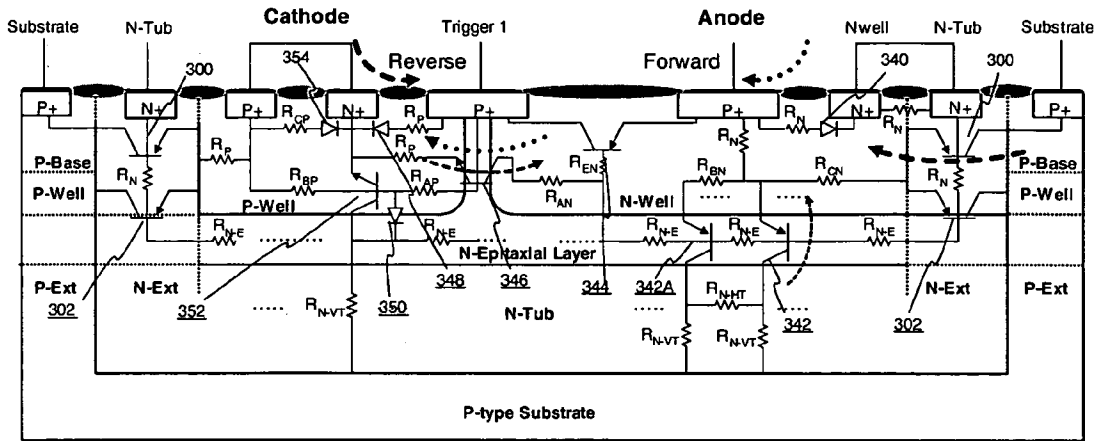 Cathode
Anode
Substrate
N-Tub
Trigger 1
Nwell
N-Tub
Substrate
354
300
Reverse
Forward
340
300
P+
N+
P+
N+
P+
P+
N+
N+
P+
R_CP
R_P
R_N
R_N
R_P
R_P
R_N
R_EN
P-Base
R_N
R_N
P-Base
P-Well
R_BP
R_AP
R_AN
R_BN
R_CN
P-Well
P-Well
N-Well
R_N-E
R_N-E
R_N-E
R_N-E
R_N-E
N-Epitaxial Layer
P-Ext
N-Ext
302
352
350
348
346
344
342A
342
302
N-Ext
P-Ext
R_N-VT
N-Tub
R_N-HT
R_N-VT
R_N-VT
P-type Substrate